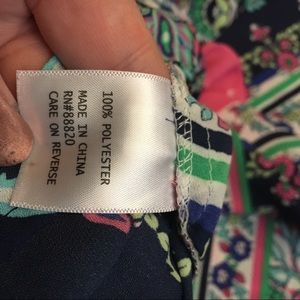 100% POLYESTER
MADE IN CHINA
RN#88820
CARE ON REVERSE